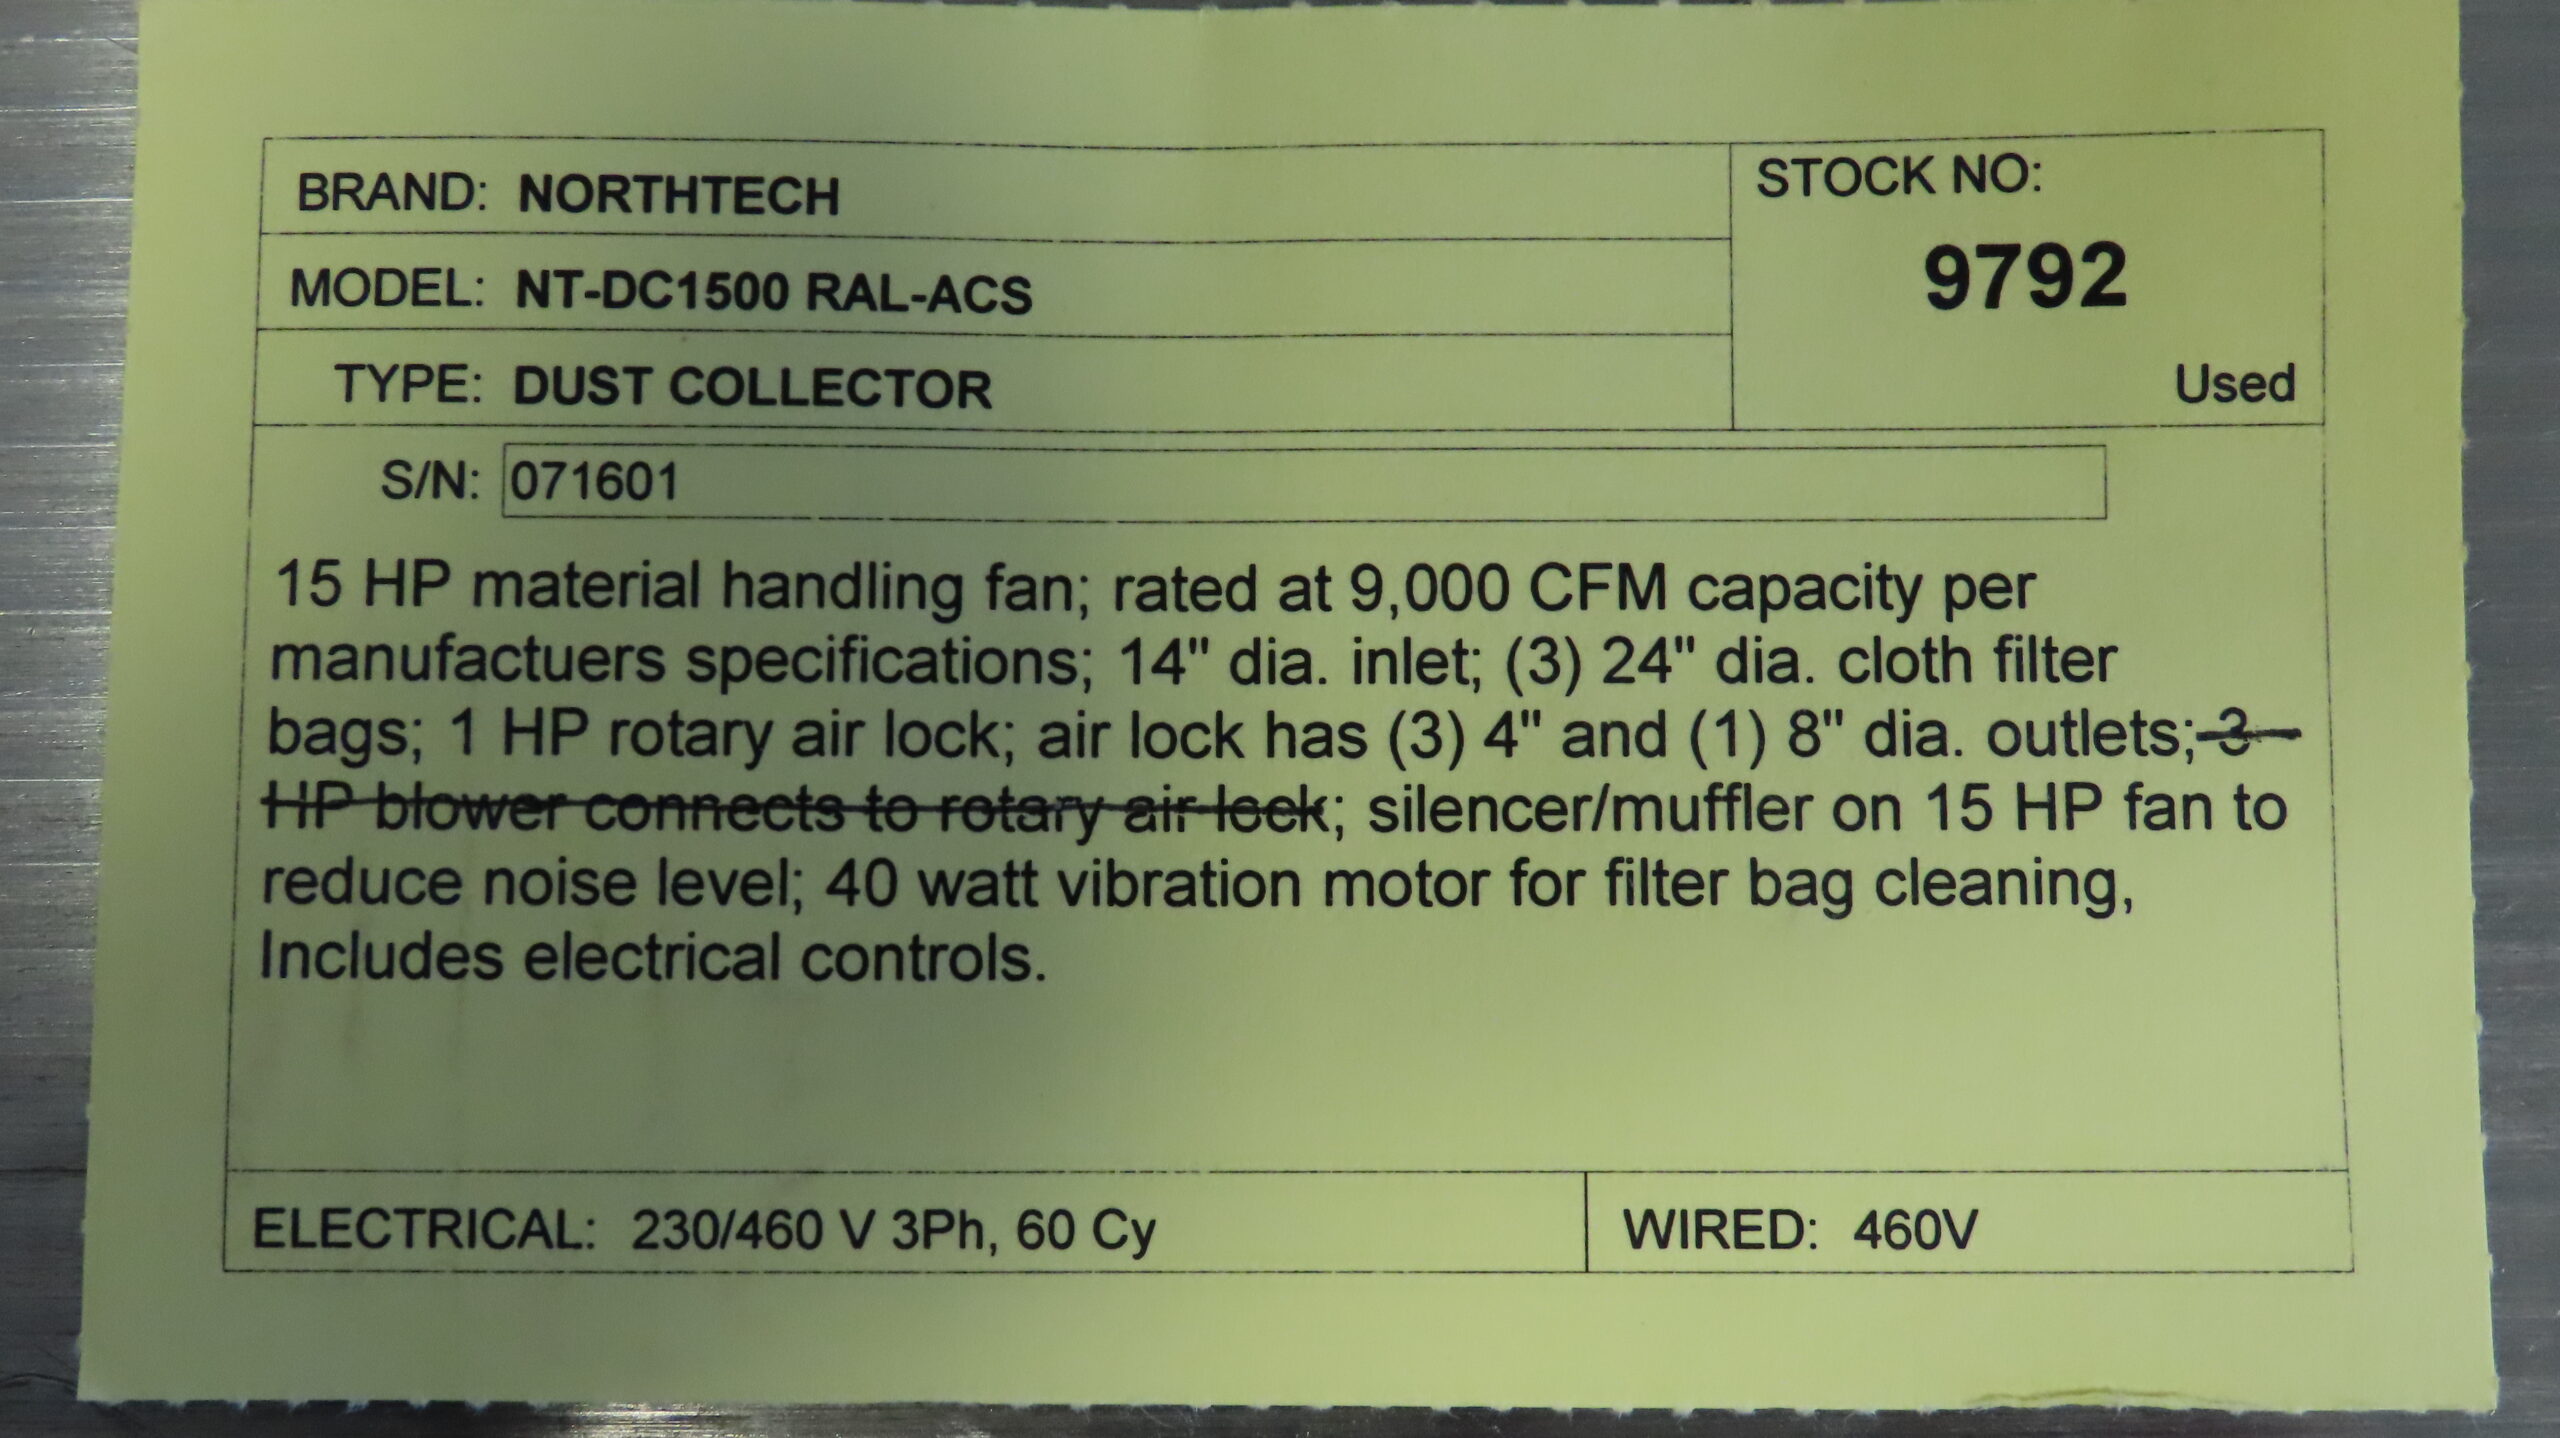 BRAND: NORTHTECH
STOCK NO:
MODEL: NT-DC1500 RAL-ACS
9792
TYPE: DUST COLLECTOR
Used
S/N: 071601
15 HP material handling fan; rated at 9,000 CFM capacity per
manufactuers specifications; 14" dia. inlet; (3) 24" dia. cloth filter
bags; 1 HP rotary air lock; air lock has (3) 4" and (1) 8" dia. outlets; 3
HP blower connects to rotary air lock; silencer/muffler on 15 HP fan to
reduce noise level; 40 watt vibration motor for filter bag cleaning,
Includes electrical controls.
ELECTRICAL: 230/460 V 3Ph, 60 Cy
WIRED: 460V